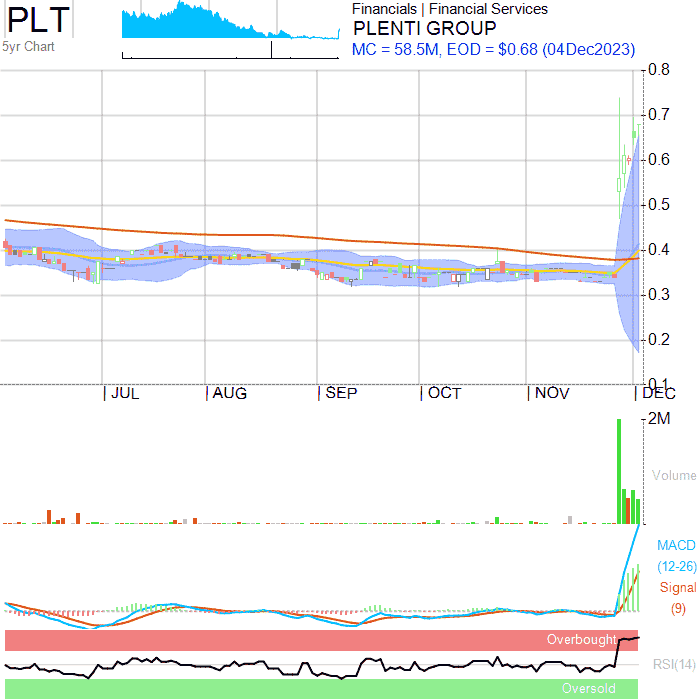 PLT
5yr Chart
Financials | Financial Services
PLENTI GROUP
MC = 58.5M, EOD = $0.68 (04Dec2023)
0.8
0.7
0.6
0.5
0.4
0.3
0.2
0.1
JUL
AUG
SEP
OCT
NOV
DEC
2M
Volume
MACD
(12-26)
Signal
(9)
Overbought
RSI(14)
Oversold